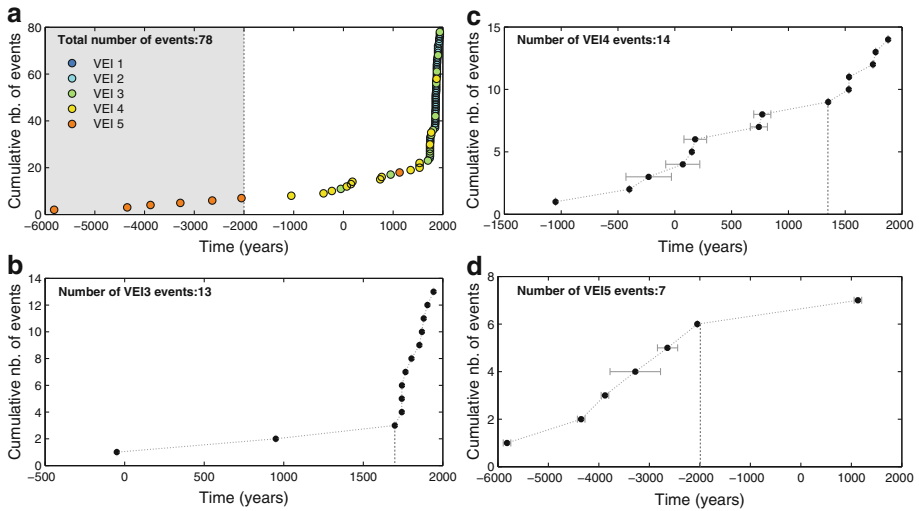 a
Total number of events:78
VEI 1
VEI 2
VEI 3
VEI 4
VEI 5
Cumulative nb. of events
80
60
40
20
0
−6000 −5000 −4000 −3000 −2000 −1000 0 1000 2000
Time (years)
b
Number of VEI3 events:13
Cumulative nb. of events
14
12
10
8
6
4
2
0
−500 0 500 1000 1500 2000
Time (years)
c
Number of VEI4 events:14
Cumulative nb. of events
15
10
5
0
−1500 −1000 −500 0 500 1000 1500 2000
Time (years)
d
Number of VEI5 events:7
Cumulative nb. of events
8
6
4
2
0
−6000 −5000 −4000 −3000 −2000 −1000 0 1000 2000
Time (years)